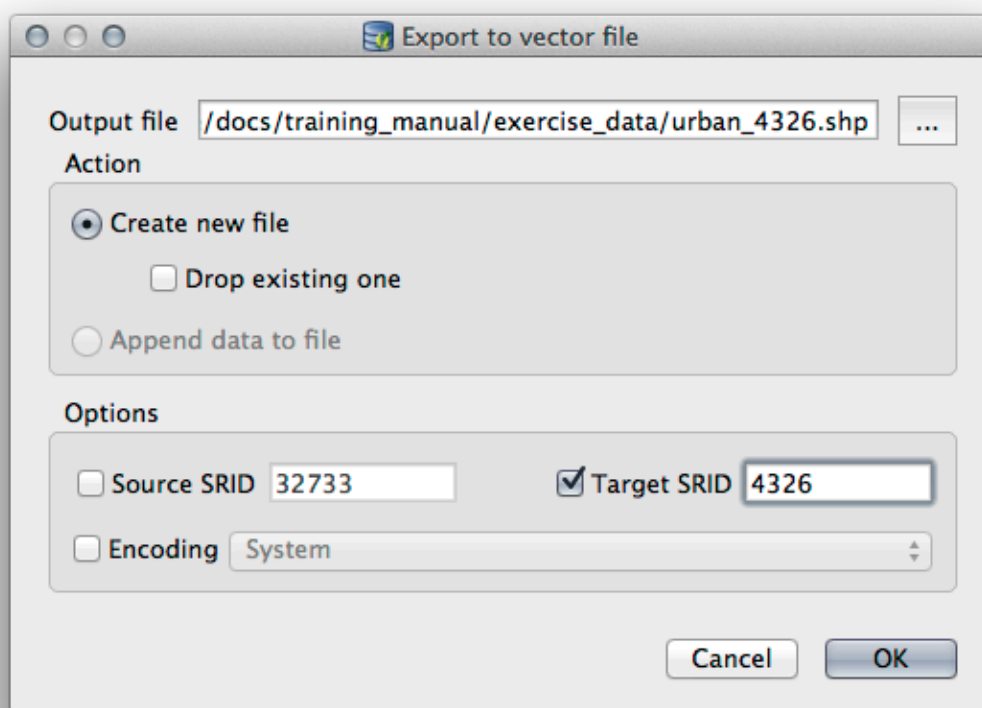 Export to vector file
Output file /docs/training_manual/exercise_data/urban_4326.shp ...
Action
Create new file
Drop existing one
Append data to file
Options
Source SRID 32733 Target SRID 4326
Encoding System
Cancel OK